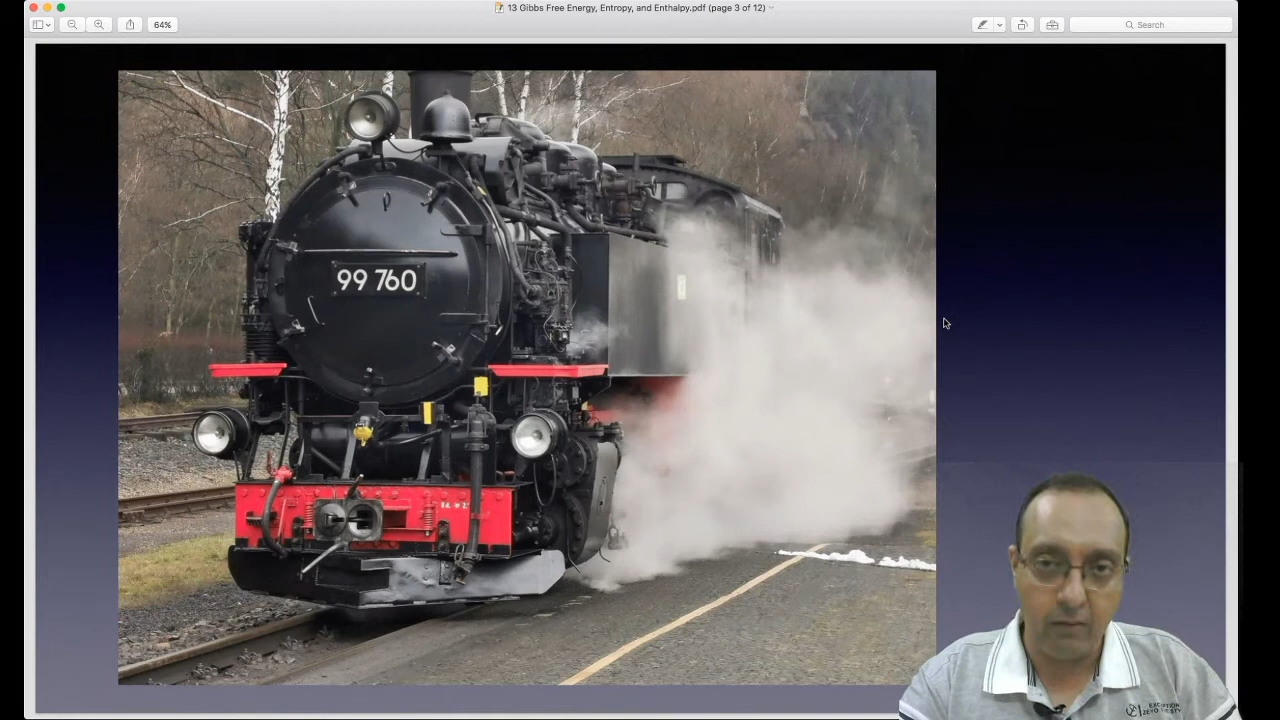 13 Gibbs Free Energy, Entropy, and Enthalpy.pdf (page 3 of 12)
64%
Search
99 760